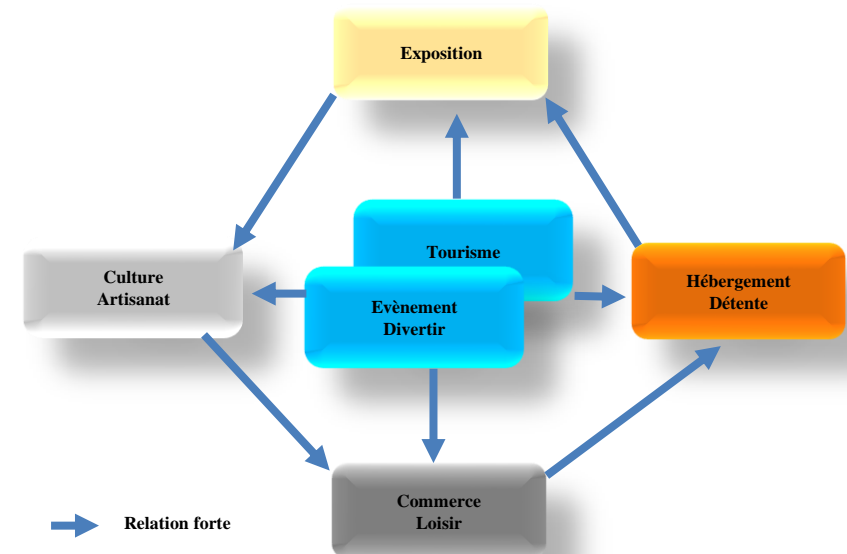 Exposition
Tourisme
Culture
Artisanat
Evènement
Divertir
Hébergement
Détente
Commerce
Loisir
Relation forte